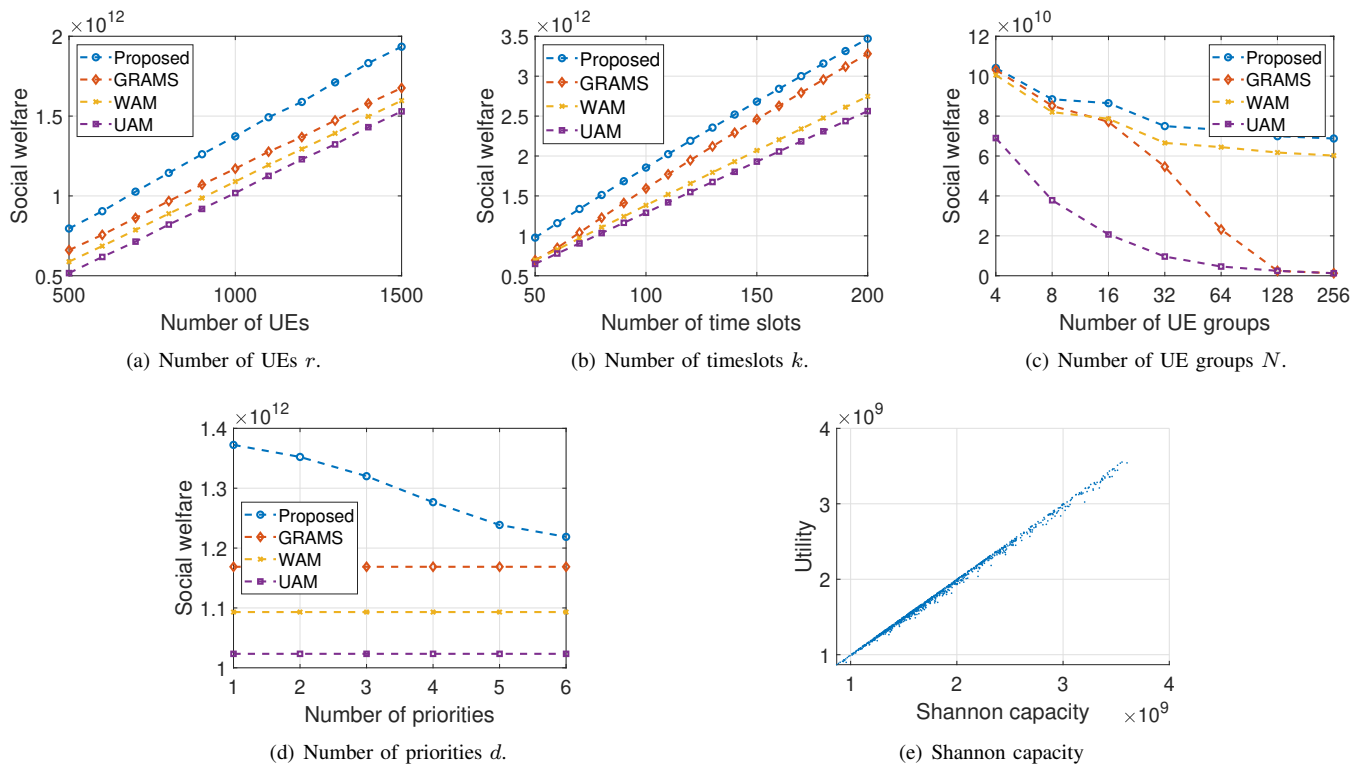 ×10^12
2
1.5
1
0.5
Social welfare
Proposed
GRAMS
WAM
UAM
500
1000
1500
Number of UEs
(a) Number of UEs r.
×10^12
3.5
3
2.5
2
1.5
1
0.5
Social welfare
Proposed
GRAMS
WAM
UAM
50
100
150
200
Number of time slots
(b) Number of timeslots k.
×10^10
12
10
8
6
4
2
0
Social welfare
Proposed
GRAMS
WAM
UAM
4
8
16
32
64
128
256
Number of UE groups
(c) Number of UE groups N.
×10^12
1.4
1.3
1.2
1.1
1
Social welfare
Proposed
GRAMS
WAM
UAM
1
2
3
4
5
6
Number of priorities
(d) Number of priorities d.
×10^9
4
3
2
1
Utility
1
2
3
4
Shannon capacity
×10^9
(e) Shannon capacity